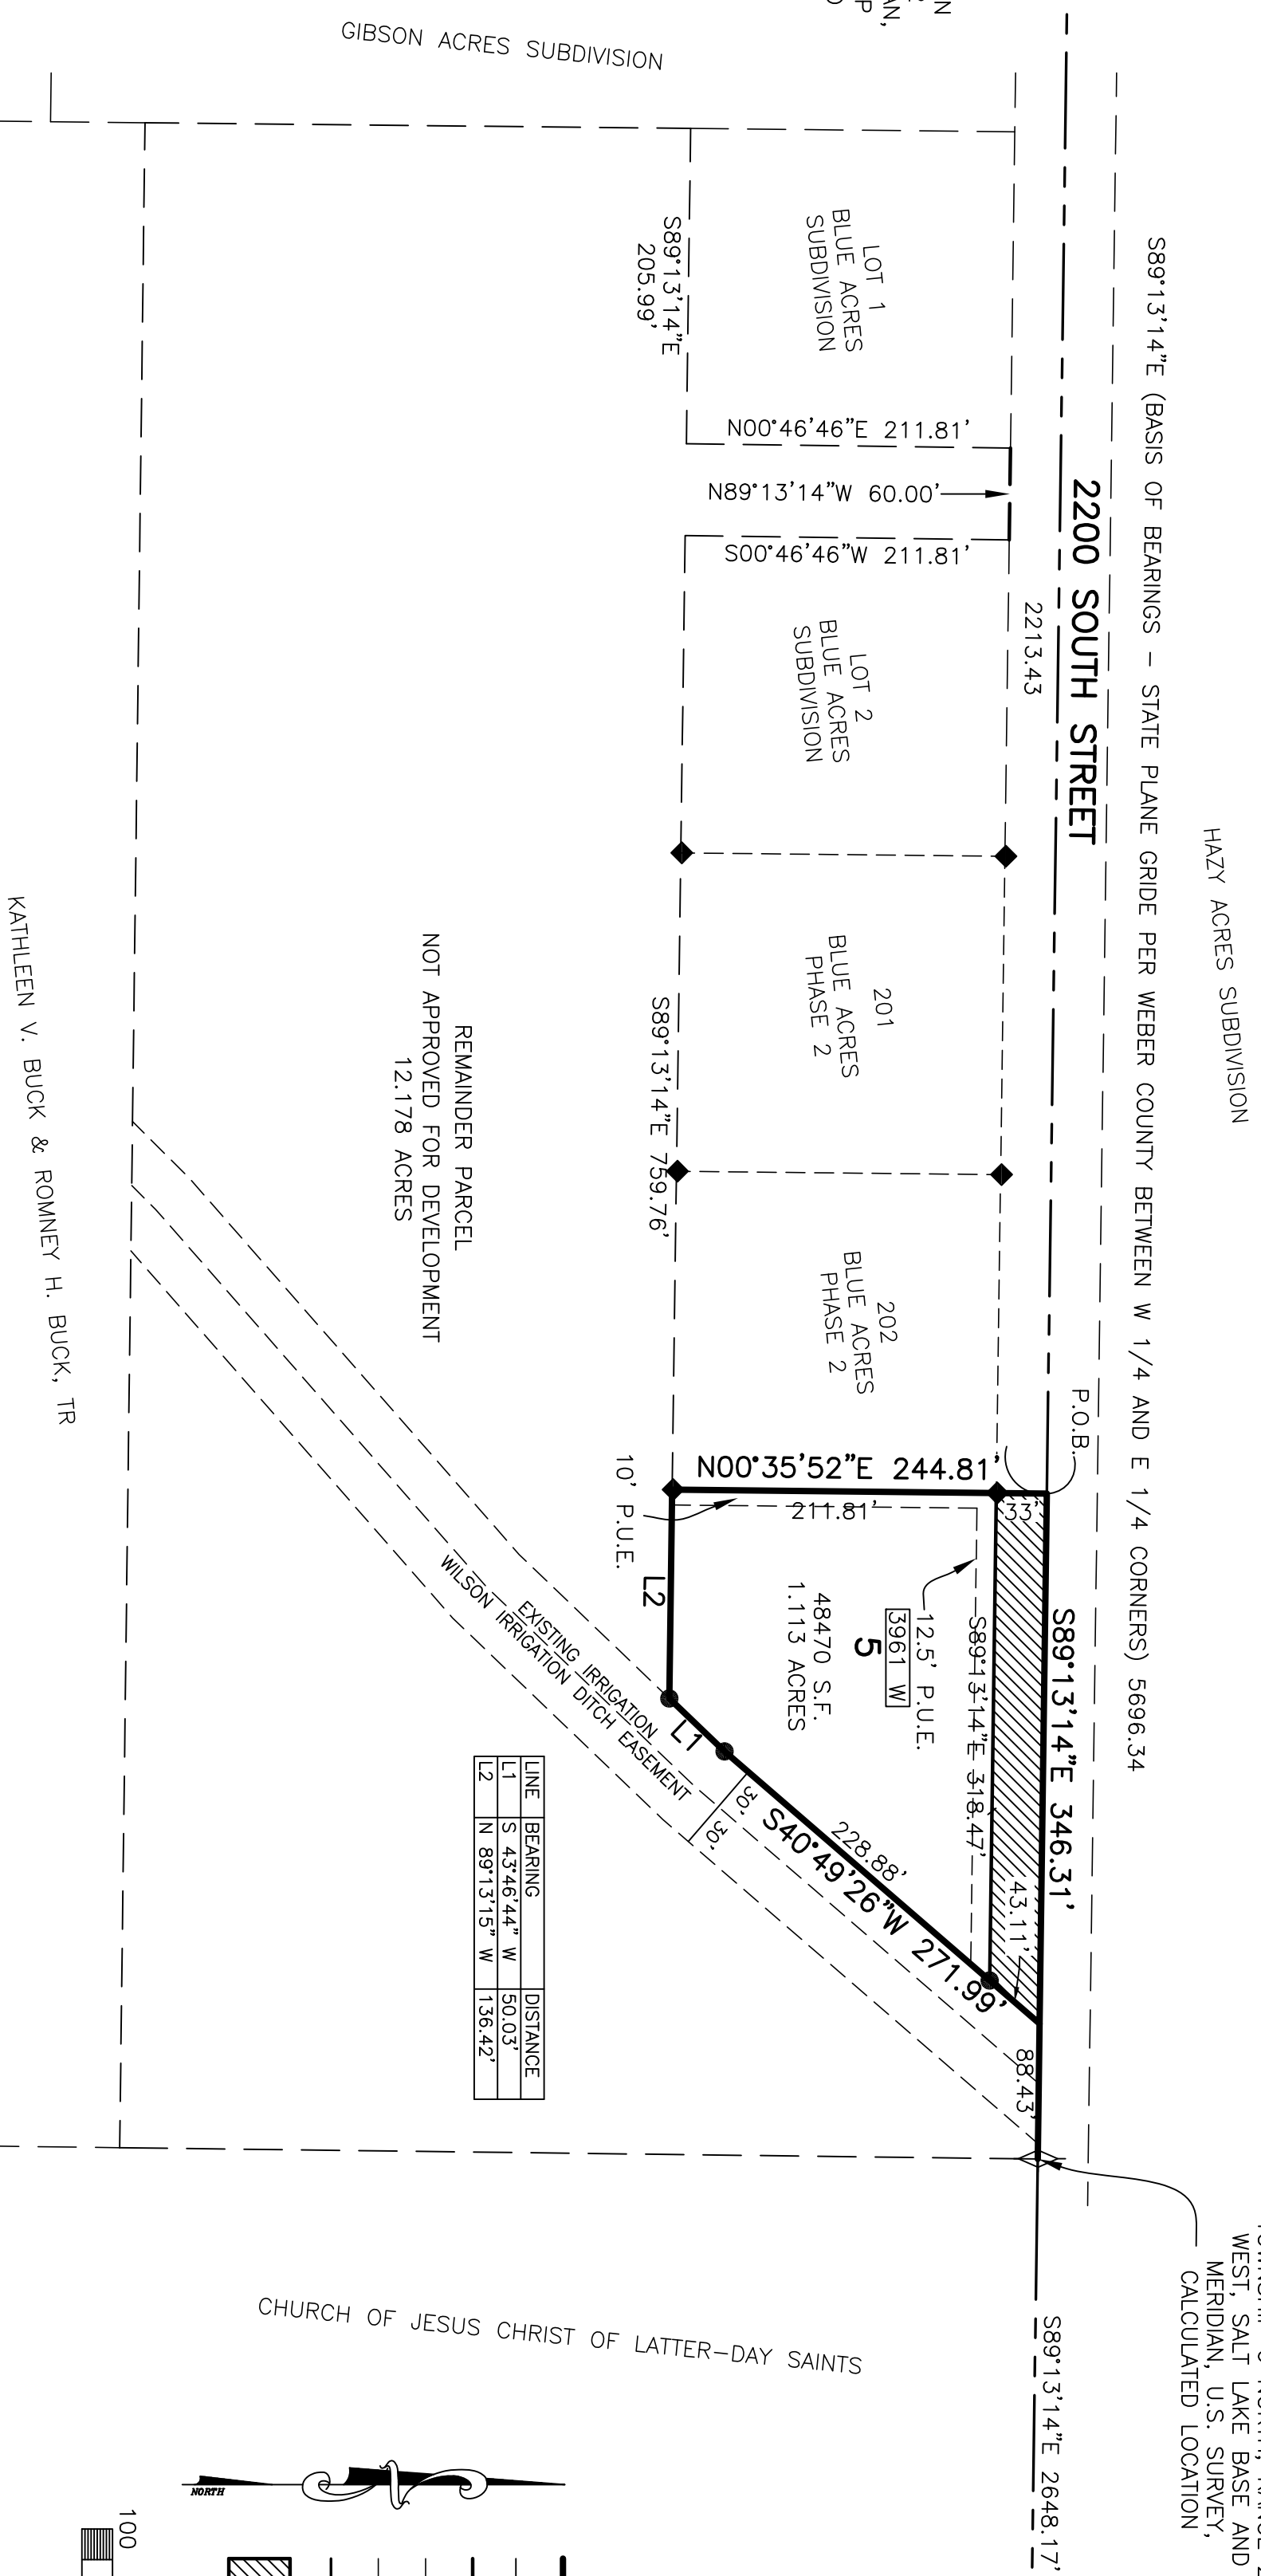 GIBSON ACRES SUBDIVISION
S89°13'14"E (BASIS OF BEARINGS – STATE PLANE GRIDE PER WEBER COUNTY BETWEEN W 1/4 AND E 1/4 CORNERS) 5696.34
HAZY ACRES SUBDIVISION
2200 SOUTH STREET
2213.43
LOT 1
BLUE ACRES
SUBDIVISION
S89°13'14"E
205.99'
N00°46'46"E 211.81'
N89°13'14"W 60.00'
S00°46'46"W 211.81'
LOT 2
BLUE ACRES
SUBDIVISION
201
BLUE ACRES
PHASE 2
S89°13'14"E 759.76'
202
BLUE ACRES
PHASE 2
REMAINDER PARCEL
NOT APPROVED FOR DEVELOPMENT
12.178 ACRES
KATHLEEN V. BUCK & ROMNEY H. BUCK, TR
P.O.B.
N00°35'52"E 244.81'
211.81'
33'
10' P.U.E.
S89°13'14"E 346.31'
S89°13'14"E 318.47'
12.5' P.U.E.
3961 W
5
48470 S.F.
1.113 ACRES
43.11'
L2
L1
228.88'
S40°49'26"W 271.99'
30'
30'
88.43'
EXISTING IRRIGATION
WILSON IRRIGATION DITCH EASEMENT
LINE BEARING DISTANCE
L1 S 43°46'44" W 50.03'
L2 N 89°13'15" W 136.42'
WEST, SALT LAKE BASE AND
MERIDIAN, U.S. SURVEY,
CALCULATED LOCATION
S89°13'14"E 2648.17'
CHURCH OF JESUS CHRIST OF LATTER–DAY SAINTS
NORTH
100